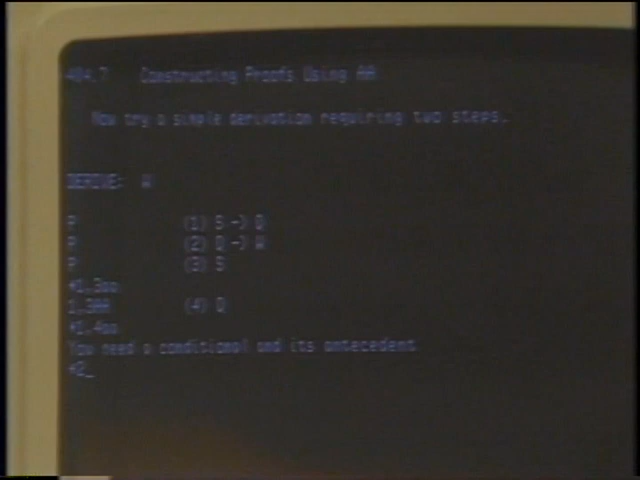 404.7 Constructing Proofs Using AA
Now try a simple derivation requiring two steps.
DERIVE: W
P (1) S -> Q
P (2) Q -> W
P (3) S
*1.3aa
1.3AA (4) Q
*1.4aa
You need a conditional and its antecedent
*2_